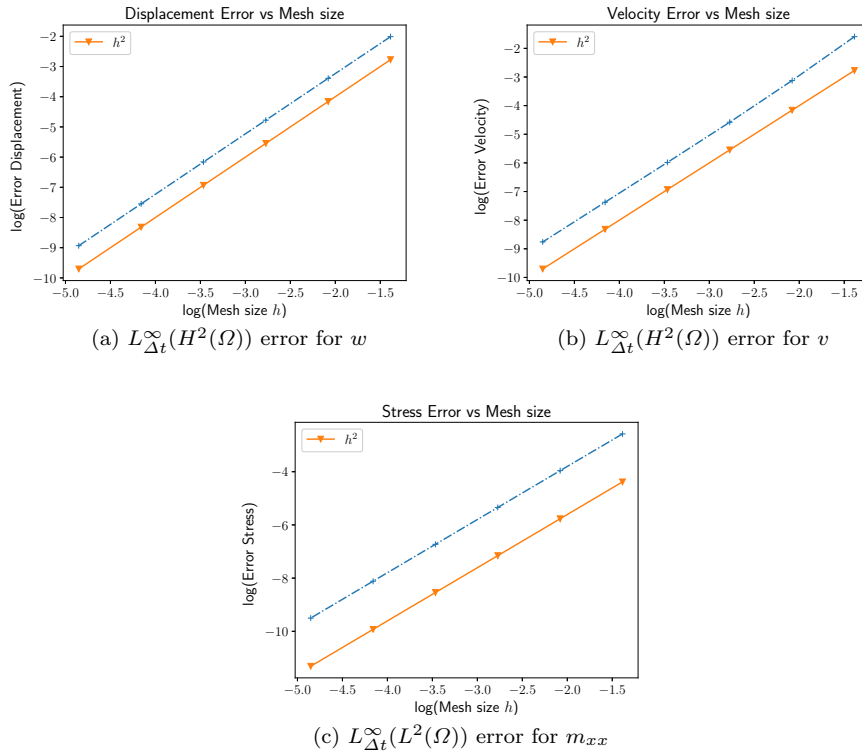 Displacement Error vs Mesh size
h²
log(Error Displacement)
−2
−3
−4
−5
−6
−7
−8
−9
−10
−5.0 −4.5 −4.0 −3.5 −3.0 −2.5 −2.0 −1.5
log(Mesh size h)
(a) L^∞_{Δt}(H²(Ω)) error for w
Velocity Error vs Mesh size
h²
log(Error Velocity)
−2
−3
−4
−5
−6
−7
−8
−9
−10
−5.0 −4.5 −4.0 −3.5 −3.0 −2.5 −2.0 −1.5
log(Mesh size h)
(b) L^∞_{Δt}(H²(Ω)) error for v
Stress Error vs Mesh size
h²
log(Error Stress)
−4
−6
−8
−10
−5.0 −4.5 −4.0 −3.5 −3.0 −2.5 −2.0 −1.5
log(Mesh size h)
(c) L^∞_{Δt}(L²(Ω)) error for m_{xx}